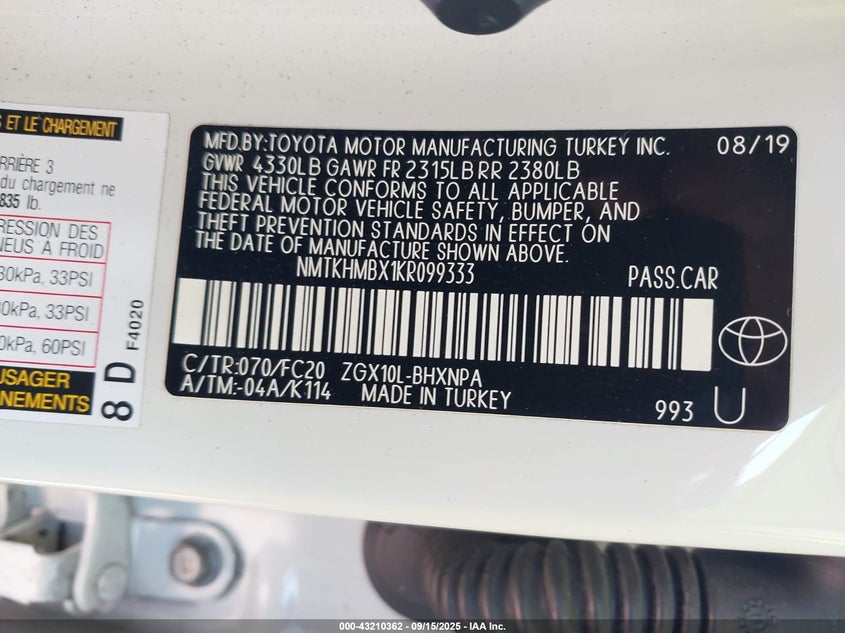 S ET LE CHARGEMENT
RRIÈRE 3
du chargement ne
835 lb.
RESSION DES
NEUS A FROID
30kPa, 33PSI
30kPa, 33PSI
0kPa, 60PSI
USAGER
NEMENTS
8 D F4020
MFD.BY:TOYOTA MOTOR MANUFACTURING TURKEY INC. 08/19
GVWR 4330LB GAWR FR 2315LB RR 2380LB
THIS VEHICLE CONFORMS TO ALL APPLICABLE
FEDERAL MOTOR VEHICLE SAFETY, BUMPER, AND
THEFT PREVENTION STANDARDS IN EFFECT ON
THE DATE OF MANUFACTURE SHOWN ABOVE.
NMTKHMBX1KR099333 PASS.CAR
C/TR:070/FC20 ZGX10L-BHXNPA
A/TM:-04A/K114 MADE IN TURKEY
993 U
000-43210362 - 09/15/2025 - IAA Inc.